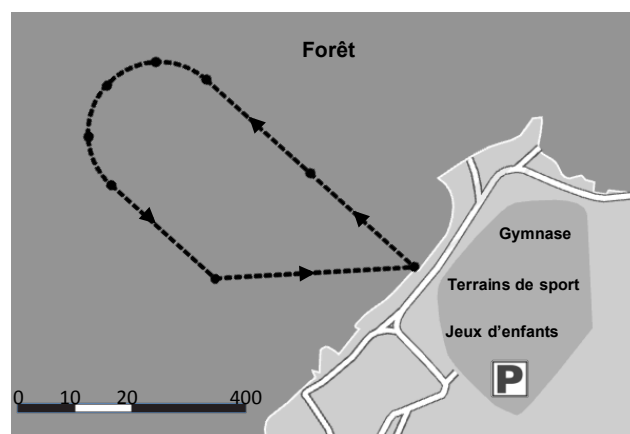 Forêt
Gymnase
Terrains de sport
Jeux d'enfants
P
0 10 20 400